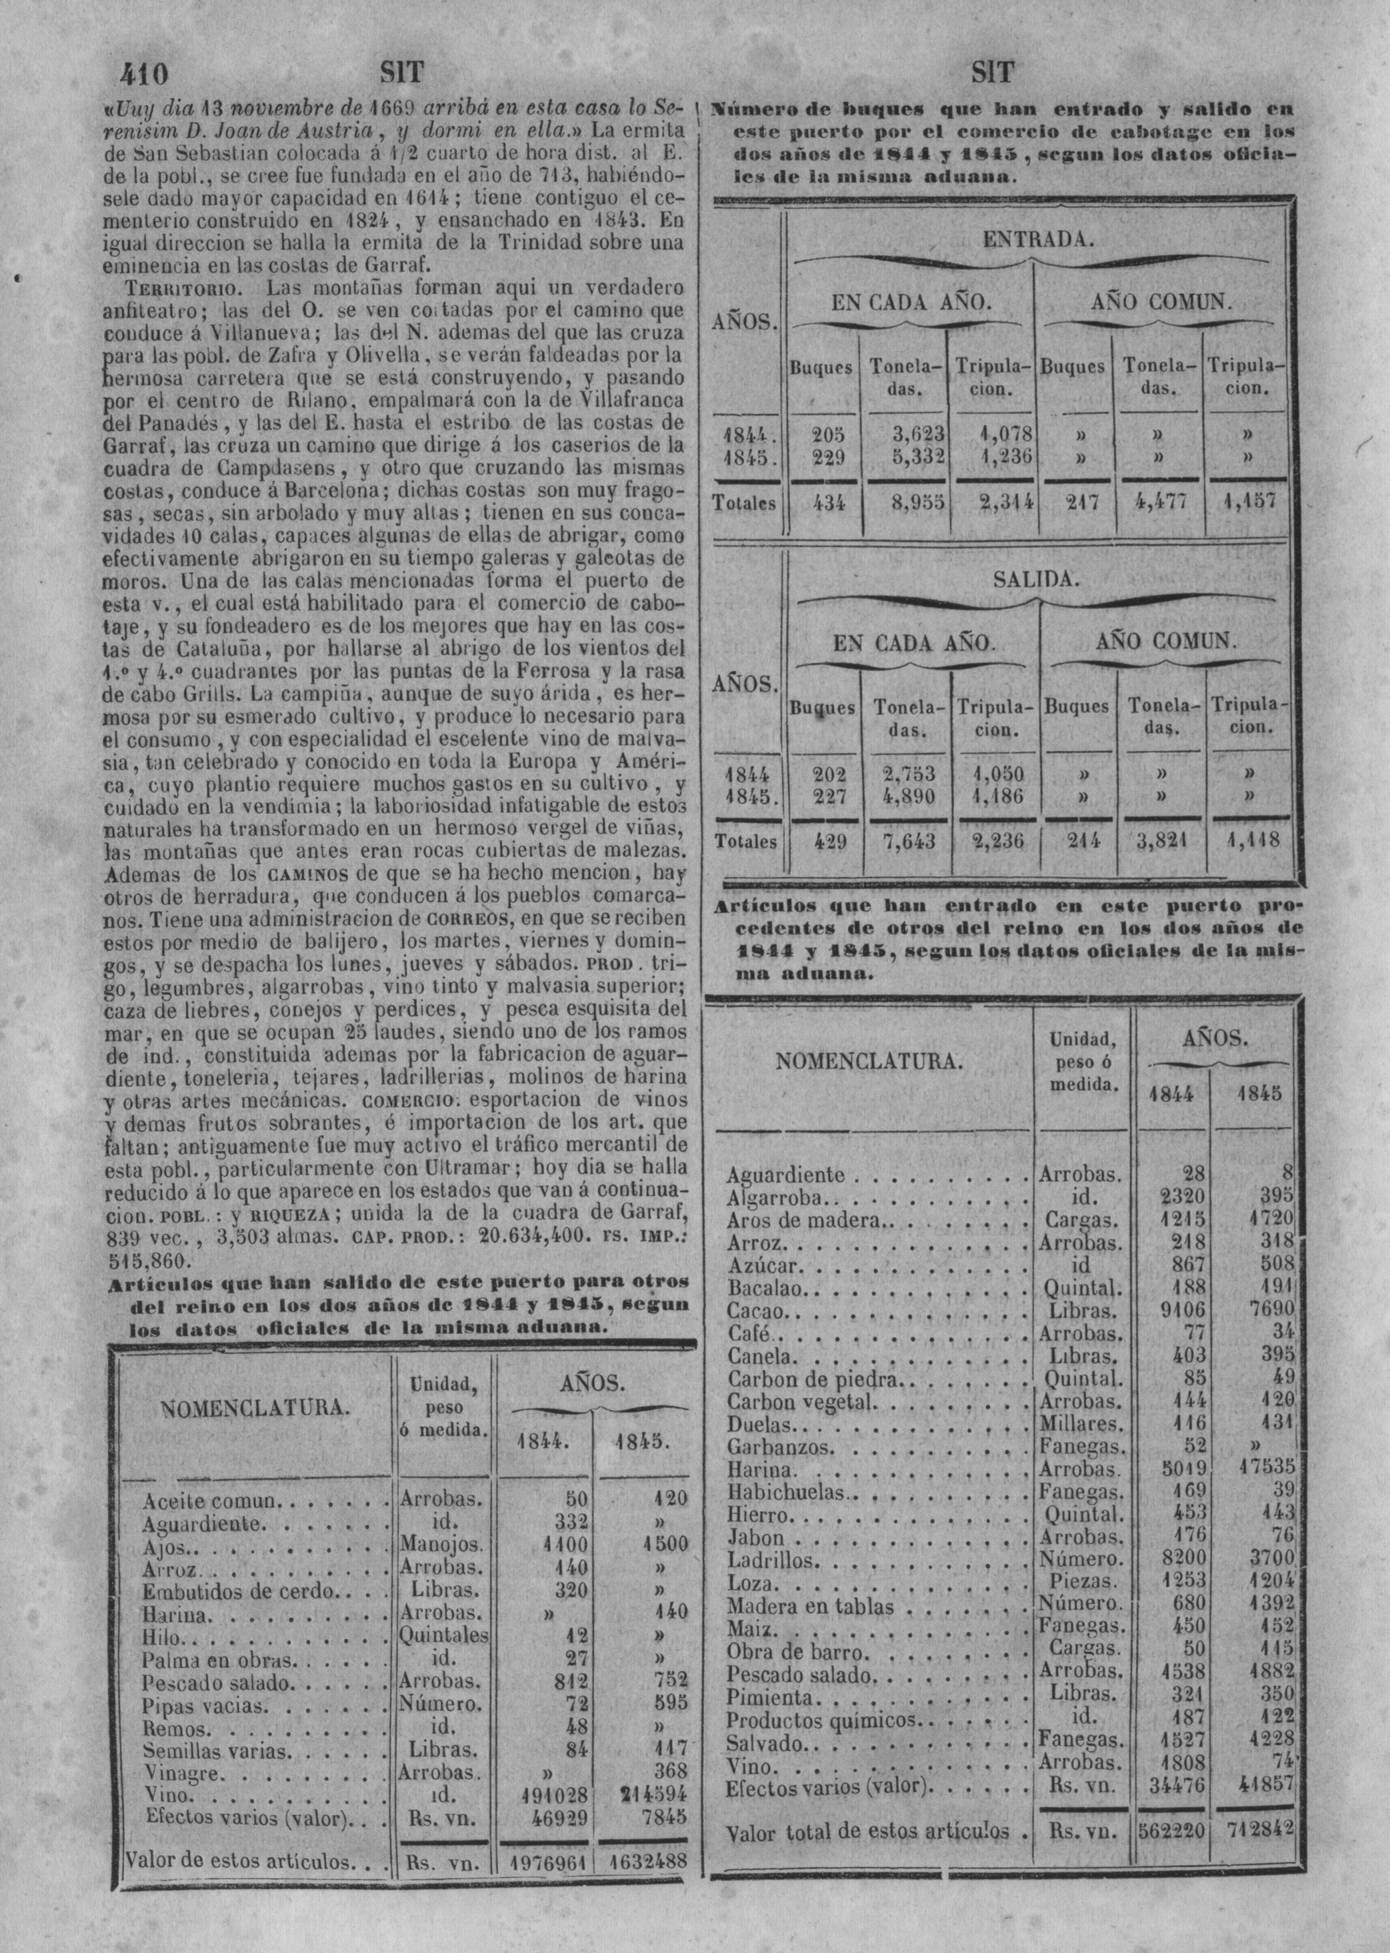 410 SIT SIT
«Uuy dia 13 noviembre de 1669 arribá en esta casa lo Se-
renisim D. Joan de Austria, y dormi en ella.» La ermita
de San Sebastian colocada á 1/2 cuarto de hora dist. al E.
de la pobl., se cree fue fundada en el año de 713, habiéndo-
sele dado mayor capacidad en 1614; tiene contiguo el ce-
menterio construido en 1824, y ensanchado en 1843. En
igual direccion se halla la ermita de la Trinidad sobre una
eminencia en las costas de Garraf.
TERRITORIO. Las montañas forman aqui un verdadero
anfiteatro; las del O. se ven cortadas por el camino que
conduce á Villanueva; las del N. ademas del que las cruza
para las pobl. de Zafra y Olivella, se verán faldeadas por la
hermosa carretera que se está construyendo, y pasando
por el centro de Rilano, empalmará con la de Villafranca
del Panadés, y las del E. hasta el estribo de las costas de
Garraf, las cruza un camino que dirige á los caserios de la
cuadra de Campdasens, y otro que cruzando las mismas
costas, conduce á Barcelona; dichas costas son muy frago-
sas, secas, sin arbolado y muy altas; tienen en sus conca-
vidades 10 calas, capaces algunas de ellas de abrigar, como
efectivamente abrigaron en su tiempo galeras y galeotas de
moros. Una de las calas mencionadas forma el puerto de
esta v., el cual está habilitado para el comercio de cabo-
taje, y su fondeadero es de los mejores que hay en las cos-
tas de Cataluña, por hallarse al abrigo de los vientos del
1.º y 4.º cuadrantes por las puntas de la Ferrosa y la rasa
de cabo Grills. La campiña, aunque de suyo árida, es her-
mosa por su esmerado cultivo, y produce lo necesario para
el consumo, y con especialidad el escelente vino de malva-
sia, tan celebrado y conocido en toda la Europa y Améri-
ca, cuyo plantio requiere muchos gastos en su cultivo, y
cuidado en la vendimia; la laboriosidad infatigable de estos
naturales ha transformado en un hermoso vergel de viñas,
las montañas que antes eran rocas cubiertas de malezas.
Ademas de los CAMINOS de que se ha hecho mencion, hay
otros de herradura, que conducen á los pueblos comarca-
nos. Tiene una administracion de CORREOS, en que se reciben
estos por medio de balijero, los martes, viernes y domin-
gos, y se despacha los lunes, jueves y sábados. PROD. tri-
go, legumbres, algarrobas, vino tinto y malvasia superior;
caza de liebres, conejos y perdices, y pesca esquisita del
mar, en que se ocupan 25 laudes, siendo uno de los ramos
de ind., constituida ademas por la fabricacion de aguar-
diente, toneleria, tejares, ladrillerias, molinos de harina
y otras artes mecánicas. COMERCIO: esportacion de vinos
y demas frutos sobrantes, é importacion de los art. que
faltan; antiguamente fue muy activo el tráfico mercantil de
esta pobl., particularmente con Ultramar; hoy dia se halla
reducido á lo que aparece en los estados que van á continua-
cion. POBL.: y RIQUEZA; unida la de la cuadra de Garraf,
839 vec., 3,503 almas. CAP. PROD.: 20.634,400. rs. IMP.:
515,860.
Articulos que han salido de este puerto para otros
del reino en los dos años de 1844 y 1845, segun
los datos oficiales de la misma aduana.
NOMENCLATURA. Unidad, peso ó medida. AÑOS.
1844. 1845.
Aceite comun. Arrobas. 50 120
Aguardiente. id. 332 »
Ajos. Manojos. 1100 1500
Arroz. Arrobas. 140 »
Embutidos de cerdo. Libras. 320 »
Harina. Arrobas. » 140
Hilo. Quintales 12 »
Palma en obras. id. 27 »
Pescado salado. Arrobas. 812 752
Pipas vacias. Número. 72 595
Remos. id. 48 »
Semillas varias. Libras. 84 117
Vinagre. Arrobas. » 368
Vino. id. 191028 214594
Efectos varios (valor). Rs. vn. 46929 7845
Valor de estos artículos. Rs. vn. 1976961 1632488
Número de buques que han entrado y salido en
este puerto por el comercio de cabotage en los
dos años de 1844 y 1845, segun los datos oficia-
les de la misma aduana.
ENTRADA.
AÑOS. EN CADA AÑO. AÑO COMUN.
Buques Tonela- Tripula- Buques Tonela- Tripula-
das. cion. das. cion.
1844. 205 3,623 1,078 » » »
1845. 229 5,332 1,236 » » »
Totales 434 8,955 2,314 217 4,477 1,157
SALIDA.
AÑOS. EN CADA AÑO. AÑO COMUN.
Buques Tonela- Tripula- Buques Tonela- Tripula-
das. cion. das. cion.
1844 202 2,753 1,050 » » »
1845. 227 4,890 1,186 » » »
Totales 429 7,643 2,236 214 3,821 1,118
Artículos que han entrado en este puerto pro-
cedentes de otros del reino en los dos años de
1844 y 1845, segun los datos oficiales de la mis-
ma aduana.
NOMENCLATURA. Unidad, peso ó medida. AÑOS.
1844 1845
Aguardiente Arrobas. 28 8
Algarroba. id. 2320 395
Aros de madera. Cargas. 1215 1720
Arroz. Arrobas. 218 318
Azúcar. id 867 508
Bacalao. Quintal. 188 191
Cacao. Libras. 9106 7690
Café. Arrobas. 77 34
Canela. Libras. 403 395
Carbon de piedra. Quintal. 85 49
Carbon vegetal. Arrobas. 144 120
Duelas. Millares. 116 131
Garbanzos. Fanegas. 52 »
Harina. Arrobas. 5019 17535
Habichuelas. Fanegas. 169 39
Hierro. Quintal. 453 143
Jabon Arrobas. 176 76
Ladrillos. Número. 8200 3700
Loza. Piezas. 1253 1204
Madera en tablas Número. 680 1392
Maiz. Fanegas. 450 152
Obra de barro. Cargas. 50 115
Pescado salado. Arrobas. 1538 1882
Pimienta. Libras. 321 350
Productos químicos. id. 187 122
Salvado. Fanegas. 1527 1228
Vino. Arrobas. 1808 74
Efectos varios (valor). Rs. vn. 34476 41857
Valor total de estos artículos . Rs. vn. 562220 712842